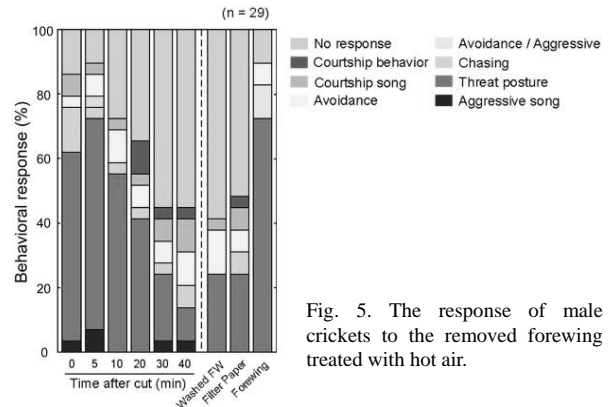 (n = 29)
100
80
60
40
20
0
Behavioral response (%)
0 5 10 20 30 40
Time after cut (min)
Washed FW
Filter Paper
Forewing
No response
Courtship behavior
Courtship song
Avoidance
Avoidance / Aggressive
Chasing
Threat posture
Aggressive song
Fig. 5. The response of male
crickets to the removed forewing
treated with hot air.